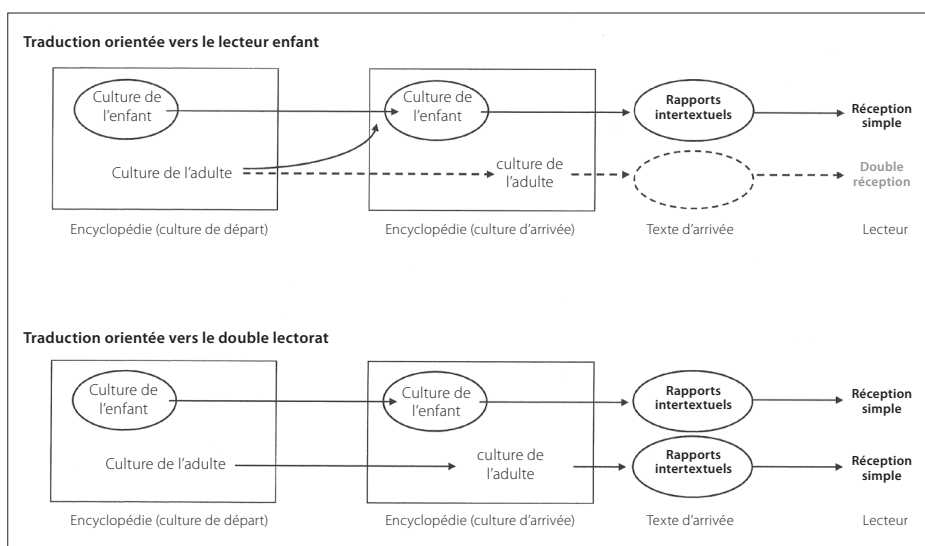 Traduction orientée vers le lecteur enfant
Culture de
l'enfant
Culture de
l'enfant
Rapports
intertextuels
Réception
simple
Culture de l'adulte
culture de
l'adulte
Double
réception
Encyclopédie (culture de départ)
Encyclopédie (culture d'arrivée)
Texte d'arrivée
Lecteur
Traduction orientée vers le double lectorat
Culture de
l'enfant
Culture de
l'enfant
Rapports
intertextuels
Réception
simple
Culture de l'adulte
culture de
l'adulte
Rapports
intertextuels
Réception
simple
Encyclopédie (culture de départ)
Encyclopédie (culture d'arrivée)
Texte d'arrivée
Lecteur